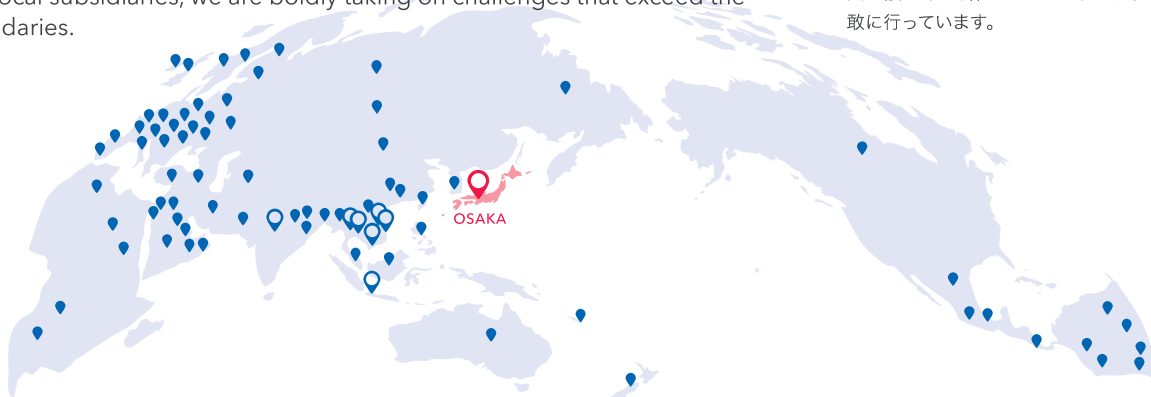 ocal subsidiaries, we are boldly taking on challenges that exceed the
daries.
敢に行っています。
OSAKA